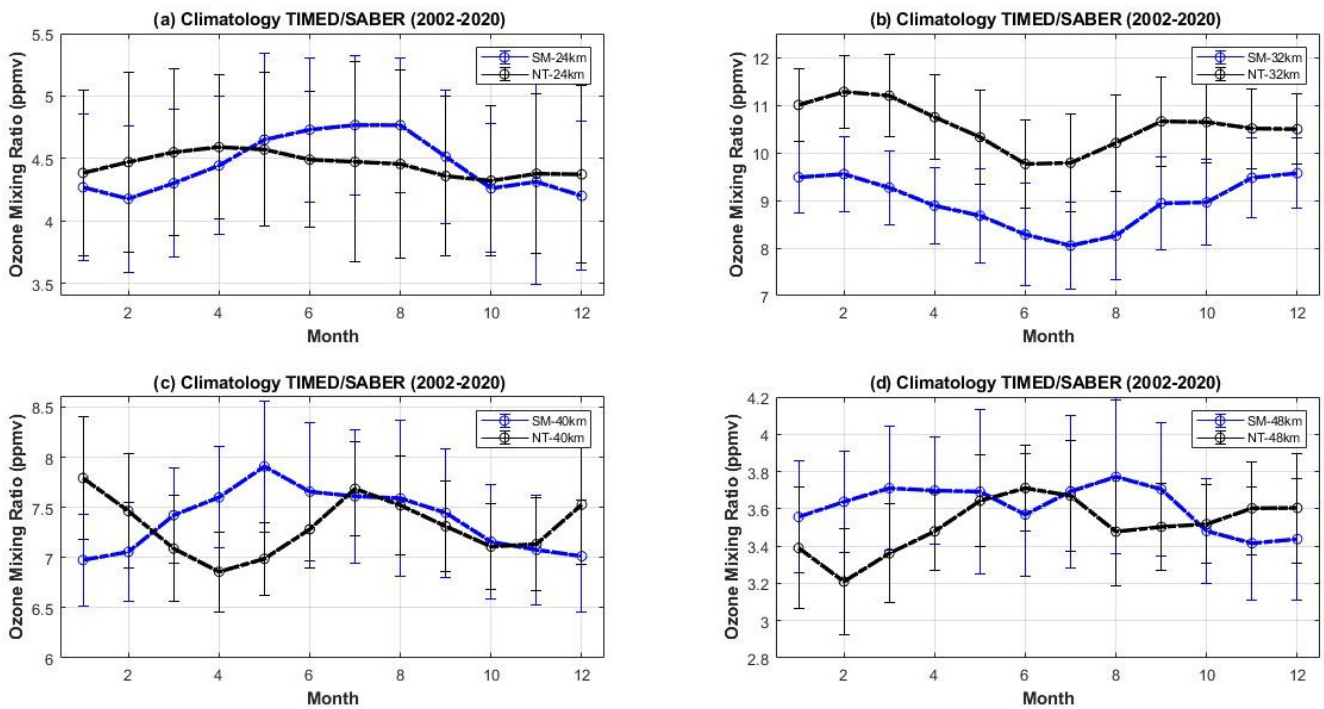 (a) Climatology TIMED/SABER (2002-2020)
Ozone Mixing Ratio (ppmv)
5.5
5
4.5
4
3.5
SM-24km
NT-24km
2 4 6 8 10 12
Month
(b) Climatology TIMED/SABER (2002-2020)
Ozone Mixing Ratio (ppmv)
12
11
10
9
8
7
SM-32km
NT-32km
2 4 6 8 10 12
Month
(c) Climatology TIMED/SABER (2002-2020)
Ozone Mixing Ratio (ppmv)
8.5
8
7.5
7
6.5
6
SM-40km
NT-40km
2 4 6 8 10 12
Month
(d) Climatology TIMED/SABER (2002-2020)
Ozone Mixing Ratio (ppmv)
4.2
4
3.8
3.6
3.4
3.2
3
2.8
SM-48km
NT-48km
2 4 6 8 10 12
Month